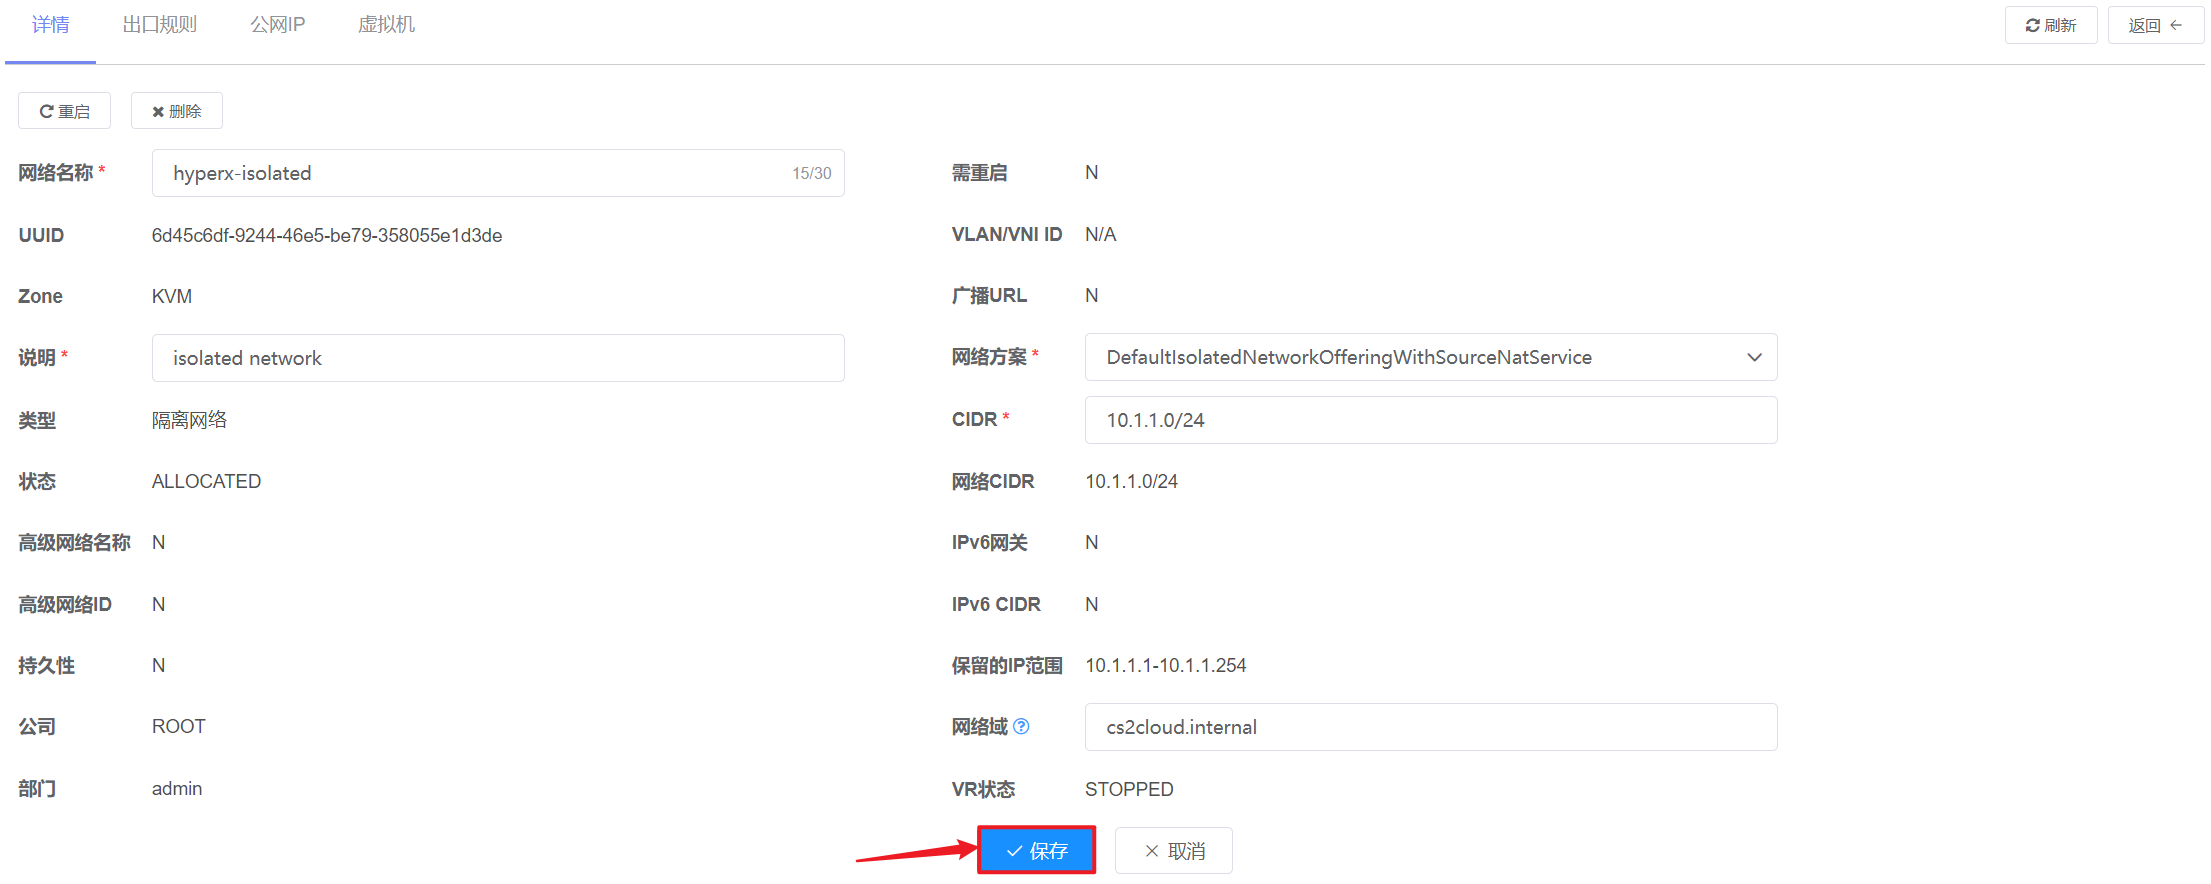 详情 出口规则 公网IP 虚拟机 刷新 返回
重启 删除
网络名称 * hyperx-isolated 15/30
需重启 N
UUID 6d45c6df-9244-46e5-be79-358055e1d3de
VLAN/VNI ID N/A
Zone KVM
广播URL N
说明 * isolated network
网络方案 * DefaultIsolatedNetworkOfferingWithSourceNatService
类型 隔离网络
CIDR * 10.1.1.0/24
状态 ALLOCATED
网络CIDR 10.1.1.0/24
高级网络名称 N
IPv6网关 N
高级网络ID N
IPv6 CIDR N
持久性 N
保留的IP范围 10.1.1.1-10.1.1.254
公司 ROOT
网络域 ? cs2cloud.internal
部门 admin
VR状态 STOPPED
保存 取消